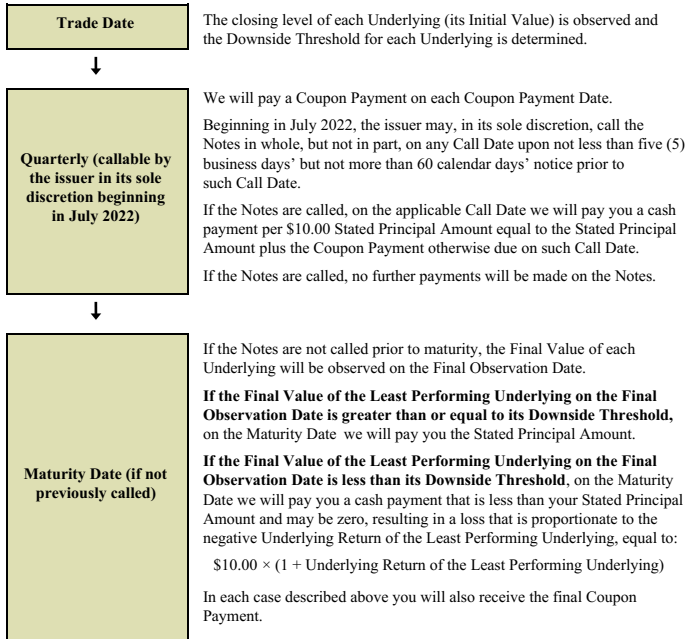 Trade Date
The closing level of each Underlying (its Initial Value) is observed and
the Downside Threshold for each Underlying is determined.
Quarterly (callable by
the issuer in its sole
discretion beginning
in July 2022)
We will pay a Coupon Payment on each Coupon Payment Date.
Beginning in July 2022, the issuer may, in its sole discretion, call the
Notes in whole, but not in part, on any Call Date upon not less than five (5)
business days’ but not more than 60 calendar days’ notice prior to
such Call Date.
If the Notes are called, on the applicable Call Date we will pay you a cash
payment per $10.00 Stated Principal Amount equal to the Stated Principal
Amount plus the Coupon Payment otherwise due on such Call Date.
If the Notes are called, no further payments will be made on the Notes.
Maturity Date (if not
previously called)
If the Notes are not called prior to maturity, the Final Value of each
Underlying will be observed on the Final Observation Date.
If the Final Value of the Least Performing Underlying on the Final
Observation Date is greater than or equal to its Downside Threshold,
on the Maturity Date we will pay you the Stated Principal Amount.
If the Final Value of the Least Performing Underlying on the Final
Observation Date is less than its Downside Threshold, on the Maturity
Date we will pay you a cash payment that is less than your Stated Principal
Amount and may be zero, resulting in a loss that is proportionate to the
negative Underlying Return of the Least Performing Underlying, equal to:
$10.00 × (1 + Underlying Return of the Least Performing Underlying)
In each case described above you will also receive the final Coupon
Payment.